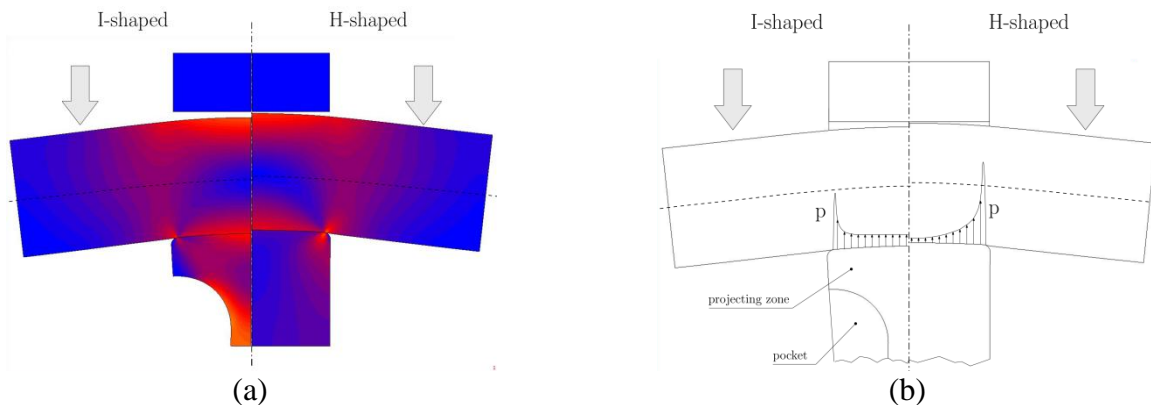 I-shaped
H-shaped
(a)
I-shaped
H-shaped
p
p
projecting zone
pocket
(b)